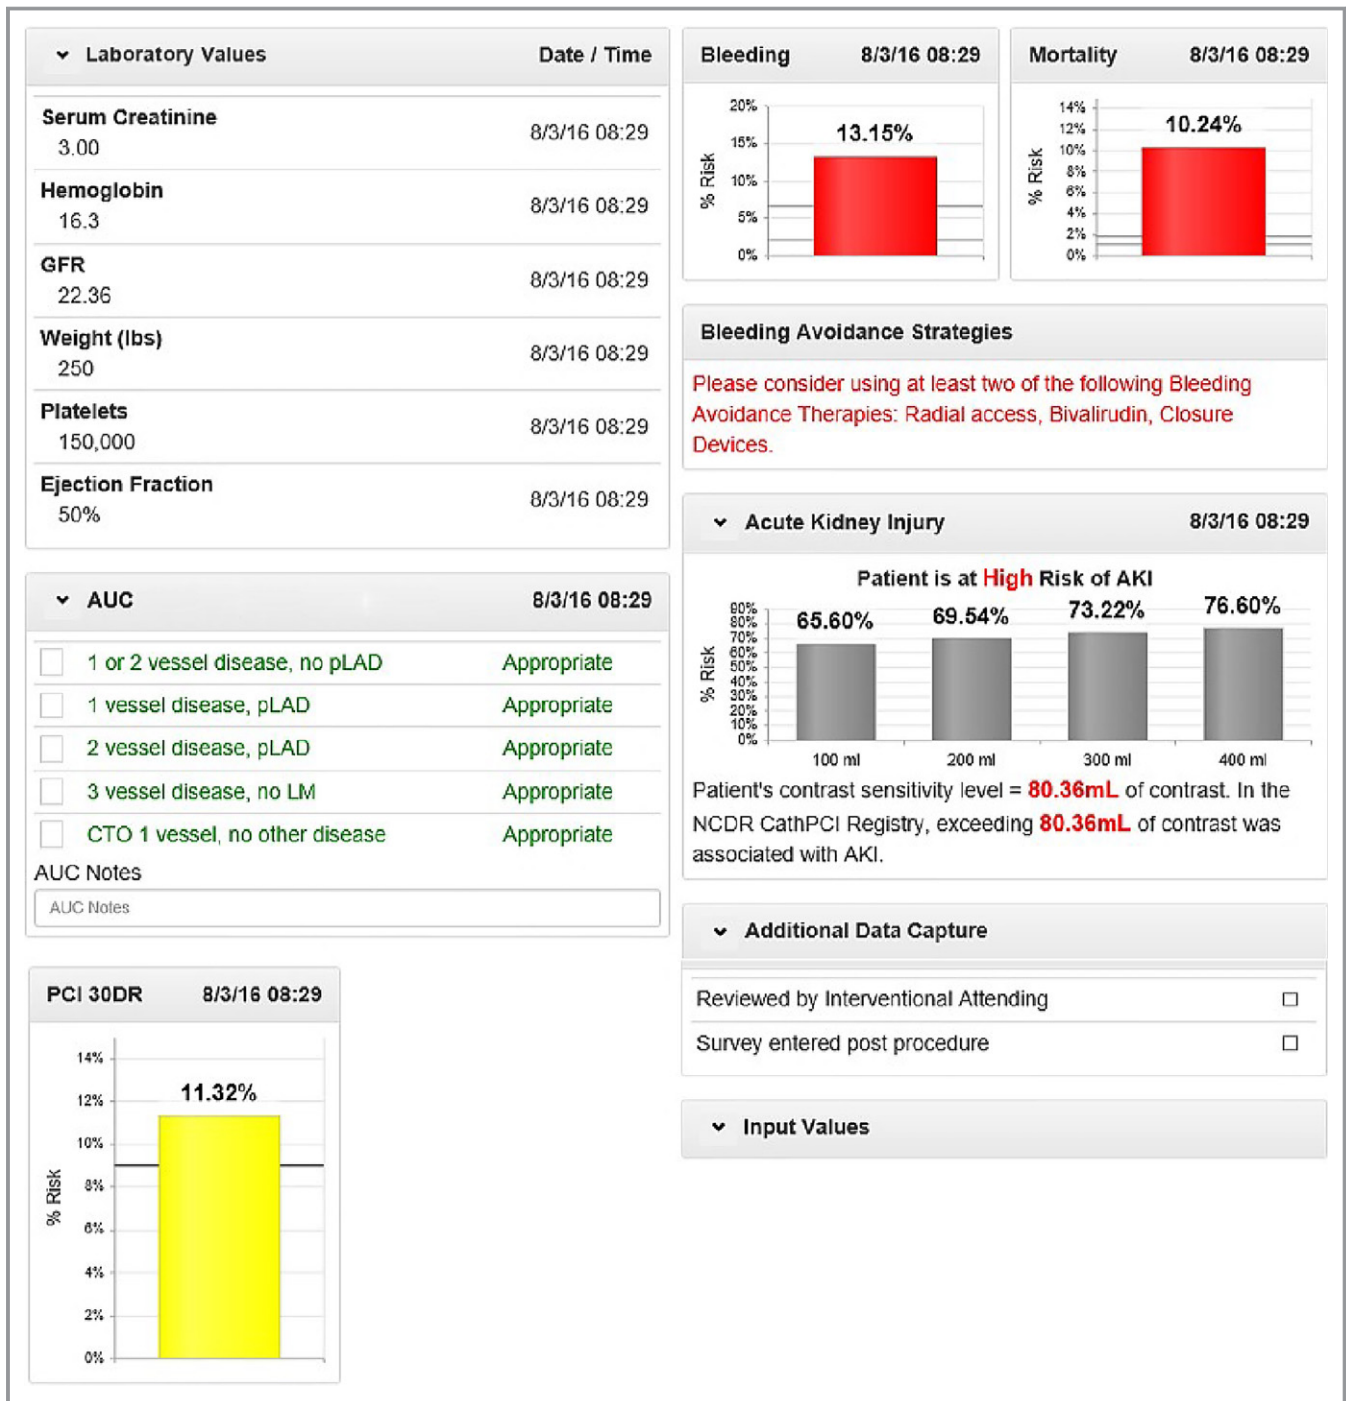 Laboratory Values Date / Time
Serum Creatinine
3.00 8/3/16 08:29
Hemoglobin
16.3 8/3/16 08:29
GFR
22.36 8/3/16 08:29
Weight (lbs)
250 8/3/16 08:29
Platelets
150,000 8/3/16 08:29
Ejection Fraction
50% 8/3/16 08:29
AUC 8/3/16 08:29
1 or 2 vessel disease, no pLAD Appropriate
1 vessel disease, pLAD Appropriate
2 vessel disease, pLAD Appropriate
3 vessel disease, no LM Appropriate
CTO 1 vessel, no other disease Appropriate
AUC Notes
AUC Notes
PCI 30DR 8/3/16 08:29
% Risk
14%
12%
10%
8%
6%
4%
2%
0%
11.32%
Bleeding 8/3/16 08:29
% Risk
20%
15%
10%
5%
0%
13.15%
Mortality 8/3/16 08:29
% Risk
14%
12%
10%
8%
6%
4%
2%
0%
10.24%
Bleeding Avoidance Strategies
Please consider using at least two of the following Bleeding
Avoidance Therapies: Radial access, Bivalirudin, Closure
Devices.
Acute Kidney Injury 8/3/16 08:29
Patient is at High Risk of AKI
% Risk
90%
80%
70%
60%
50%
40%
30%
20%
10%
0%
65.60% 69.54% 73.22% 76.60%
100 ml 200 ml 300 ml 400 ml
Patient's contrast sensitivity level = 80.36mL of contrast. In the
NCDR CathPCI Registry, exceeding 80.36mL of contrast was
associated with AKI.
Additional Data Capture
Reviewed by Interventional Attending
Survey entered post procedure
Input Values